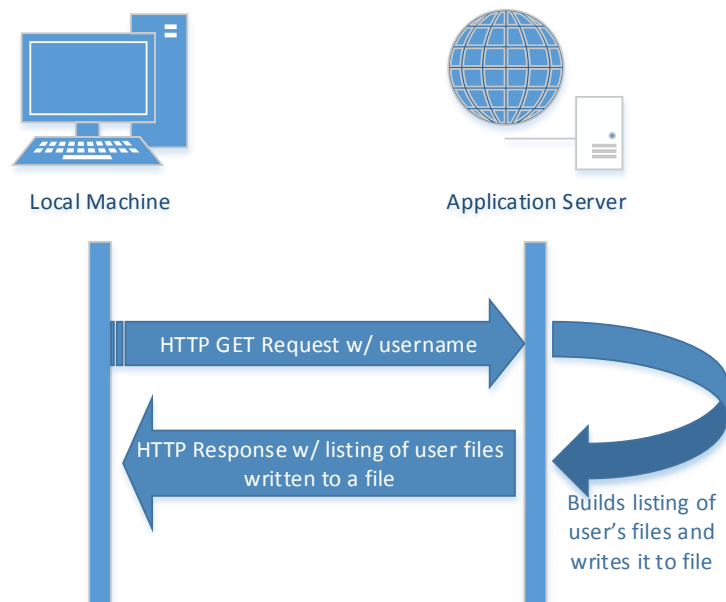 Local Machine
Application Server
HTTP GET Request w/ username
HTTP Response w/ listing of user files
written to a file
Builds listing of
user’s files and
writes it to file